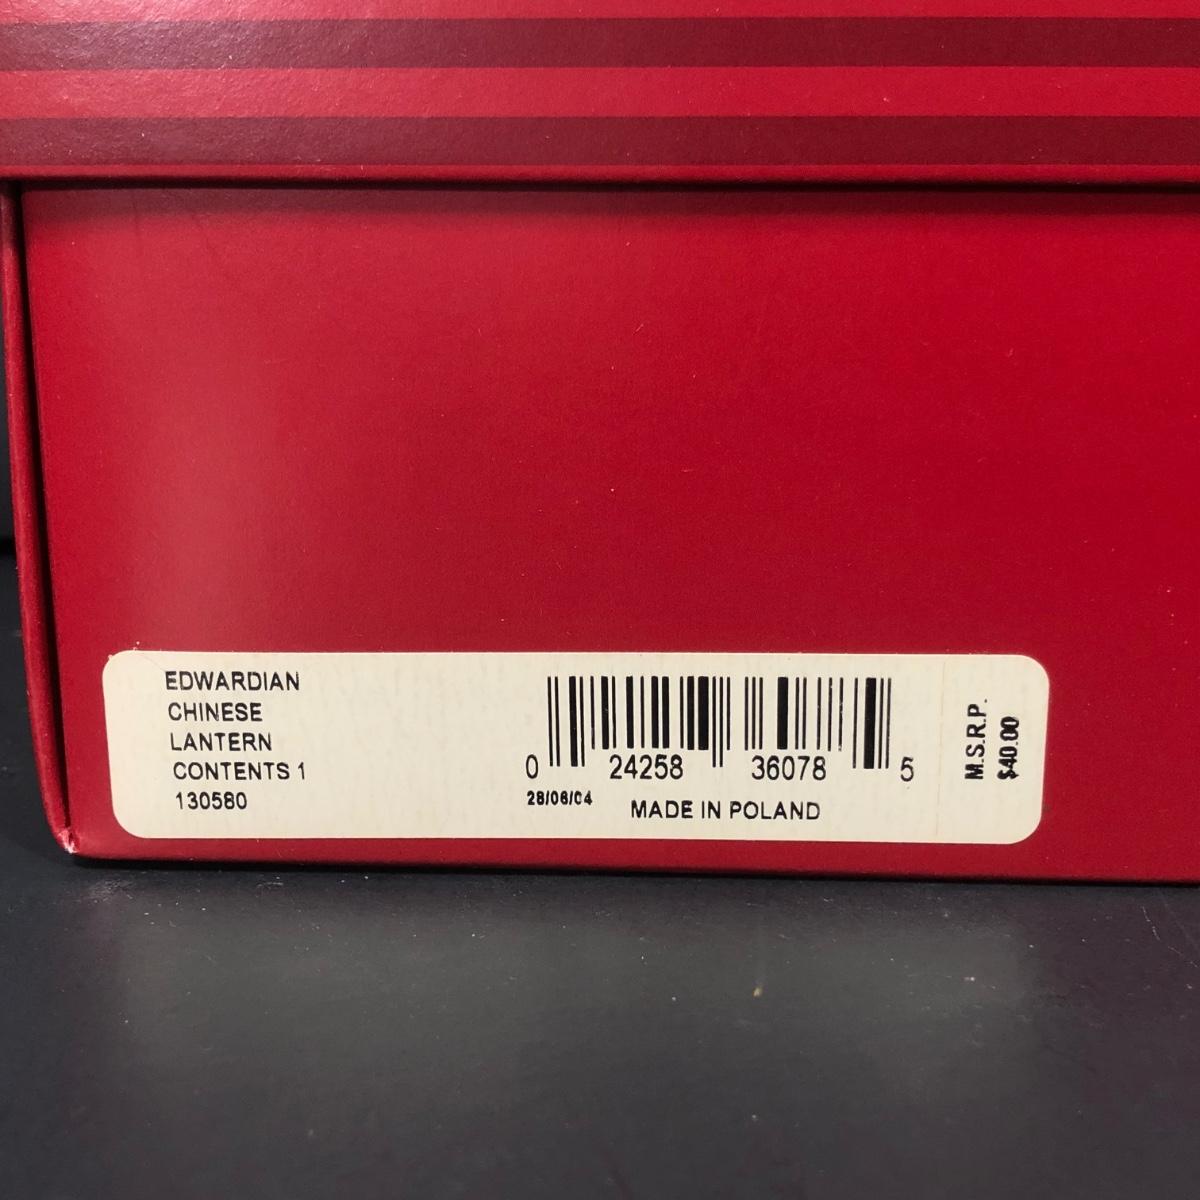 EDWARDIAN
CHINESE
LANTERN
CONTENTS 1
130580
0 24258 36078 5
28/06/04 MADE IN POLAND
M.S.R.P.
$40.00